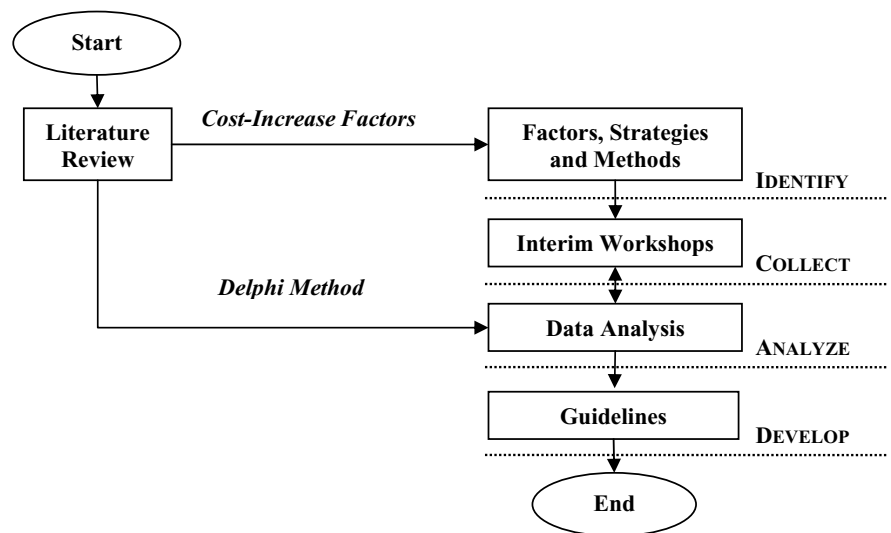 Start
Literature
Review
Cost-Increase Factors
Factors, Strategies
and Methods
IDENTIFY
Interim Workshops
COLLECT
Delphi Method
Data Analysis
ANALYZE
Guidelines
DEVELOP
End